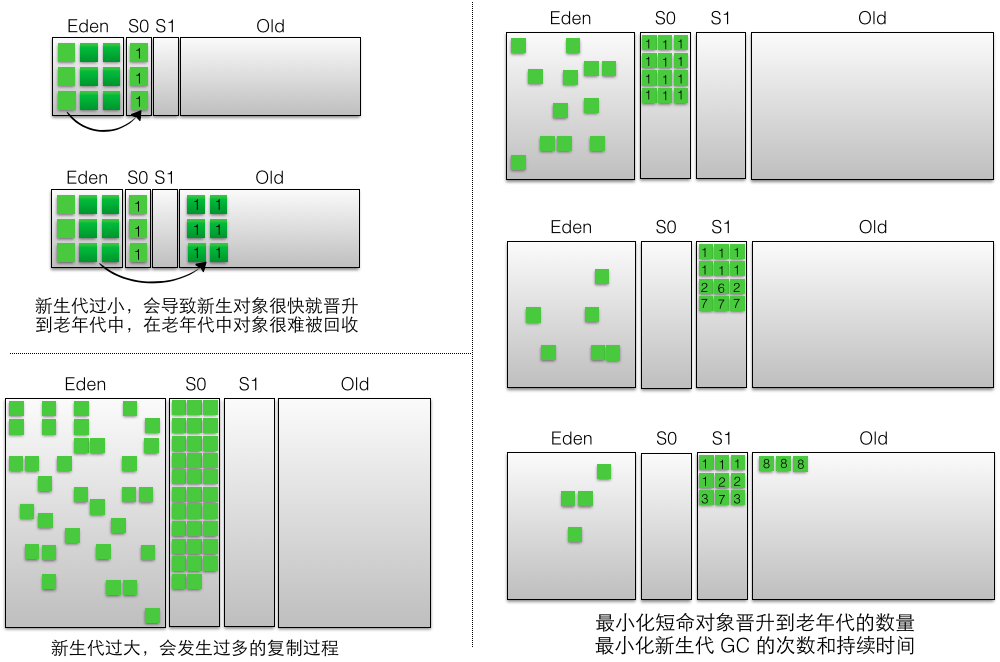 Eden S0 S1 Old
1
1
1
Eden S0 S1 Old
1 1 1
1 1 1
1 1 1
新生代过小，会导致新生对象很快就晋升
到老年代中，在老年代中对象很难被回收
Eden S0 S1 Old
新生代过大，会发生过多的复制过程
Eden S0 S1 Old
1 1 1
1 1 1
1 1 1
1 1 1
Eden S0 S1 Old
1 1 1
1 1 1
2 6 2
7 7 7
Eden S0 S1 Old
1 1 1 8 8 8
1 2 2
3 7 3
最小化短命对象晋升到老年代的数量
最小化新生代 GC 的次数和持续时间